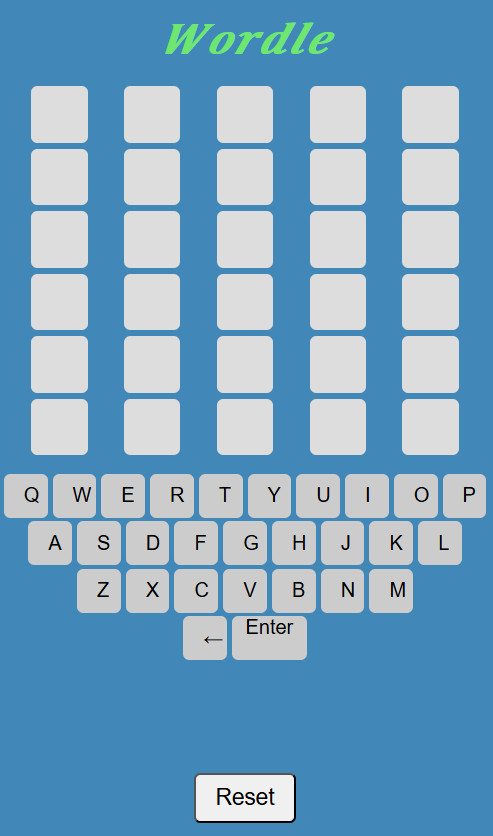 Wordle
Q W E R T Y U I O P
A S D F G H J K L
Z X C V B N M
← Enter
Reset